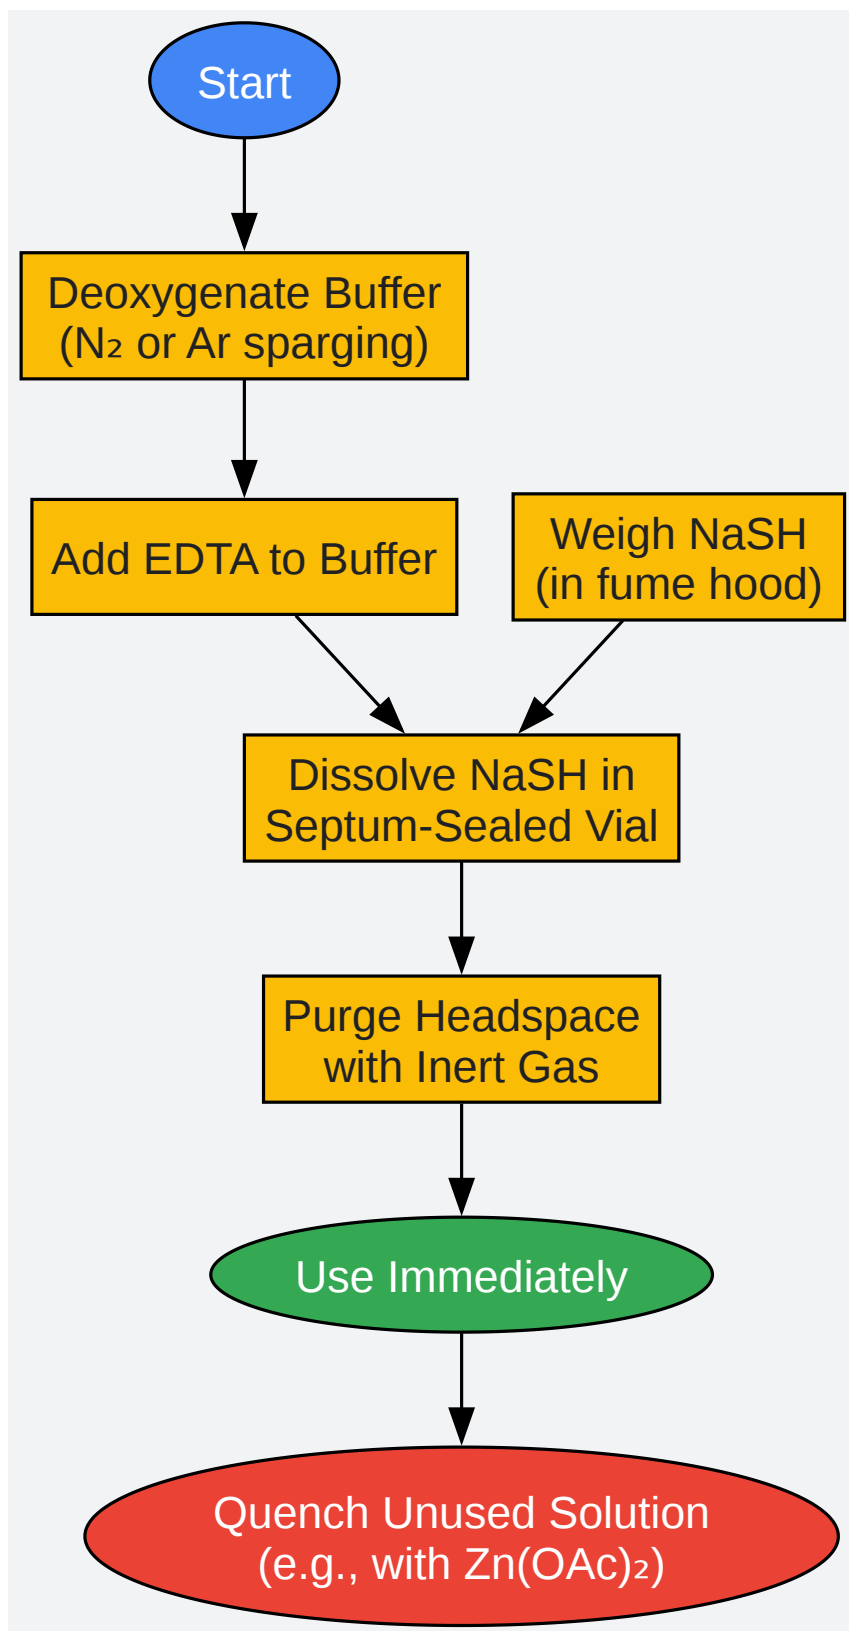 Start
Deoxygenate Buffer
(N₂ or Ar sparging)
Add EDTA to Buffer
Weigh NaSH
(in fume hood)
Dissolve NaSH in
Septum-Sealed Vial
Purge Headspace
with Inert Gas
Use Immediately
Quench Unused Solution
(e.g., with Zn(OAc)₂)